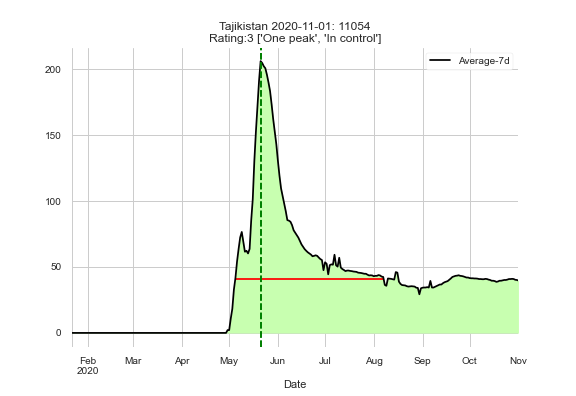 Tajikistan 2020-11-01: 11054
Rating:3 ['One peak', 'In control']
Average-7d
200
150
100
50
0
Feb Mar Apr May Jun Jul Aug Sep Oct Nov
2020
Date